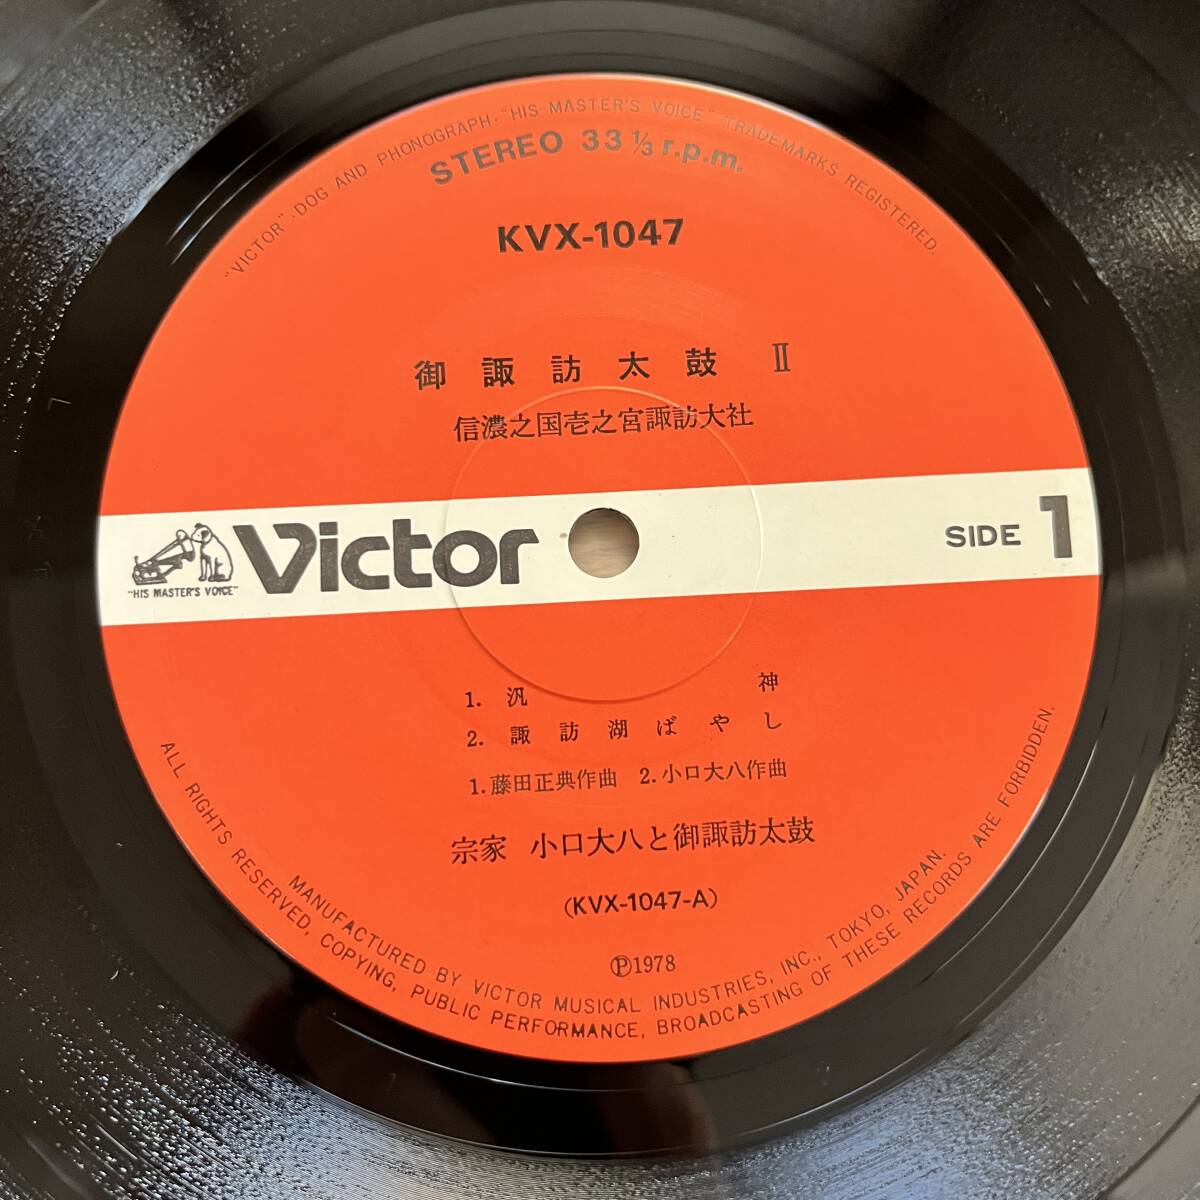 "VICTOR"·DOG AND PHONOGRAPH·"HIS MASTER'S VOICE" TRADEMARKS REGISTERED.
STEREO 33 1/3 r.p.m.
KVX-1047
御諏訪太鼓 Ⅱ
信濃之国壱之宮諏訪大社
"HIS MASTER'S VOICE"
Victor
SIDE 1
1. 汎神
2. 諏訪湖ばやし
1. 藤田正典作曲 2. 小口大八作曲
宗家 小口大八と御諏訪太鼓
(KVX-1047-A)
Ⓟ1978
MANUFACTURED BY VICTOR MUSICAL INDUSTRIES, INC., TOKYO, JAPAN.
ALL RIGHTS RESERVED, COPYING, PUBLIC PERFORMANCE, BROADCASTING OF THESE RECORDS ARE FORBIDDEN.